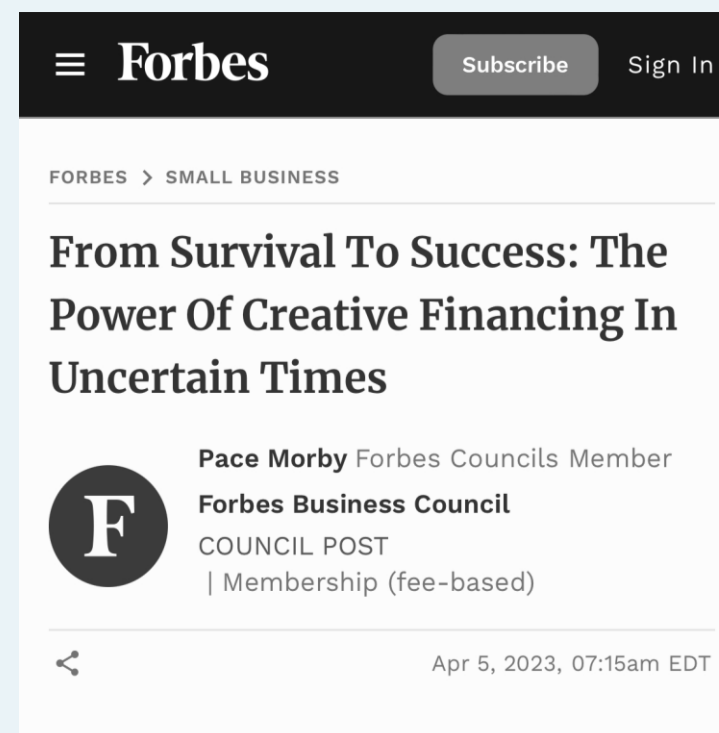 Forbes
Subscribe
Sign In
FORBES > SMALL BUSINESS
From Survival To Success: The
Power Of Creative Financing In
Uncertain Times
F
Pace Morby Forbes Councils Member
Forbes Business Council
COUNCIL POST
| Membership (fee-based)
Apr 5, 2023, 07:15am EDT